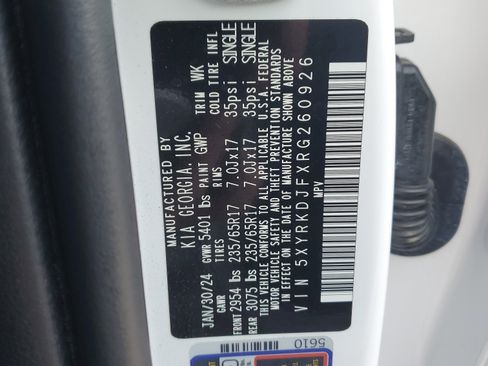 MANUFACTURED BY
KIA GEORGIA, INC.
JAN/30/24 GVWR 5401 lbs PAINT GWP TRIM WK
GAWR RIMS COLD TIRE INFL
FRONT 2954 lbs 235/65R17 7.0Jx17 35psi SINGLE
REAR 3075 lbs 235/65R17 7.0Jx17 35psi SINGLE
THIS VEHICLE CONFORMS TO ALL APPLICABLE U.S.A. FEDERAL
MOTOR VEHICLE SAFETY AND THEFT PREVENTION STANDARDS
IN EFFECT ON THE DATE OF MANUFACTURE SHOWN ABOVE
VIN 5XYRKDJFXRG260926
MPV
5610